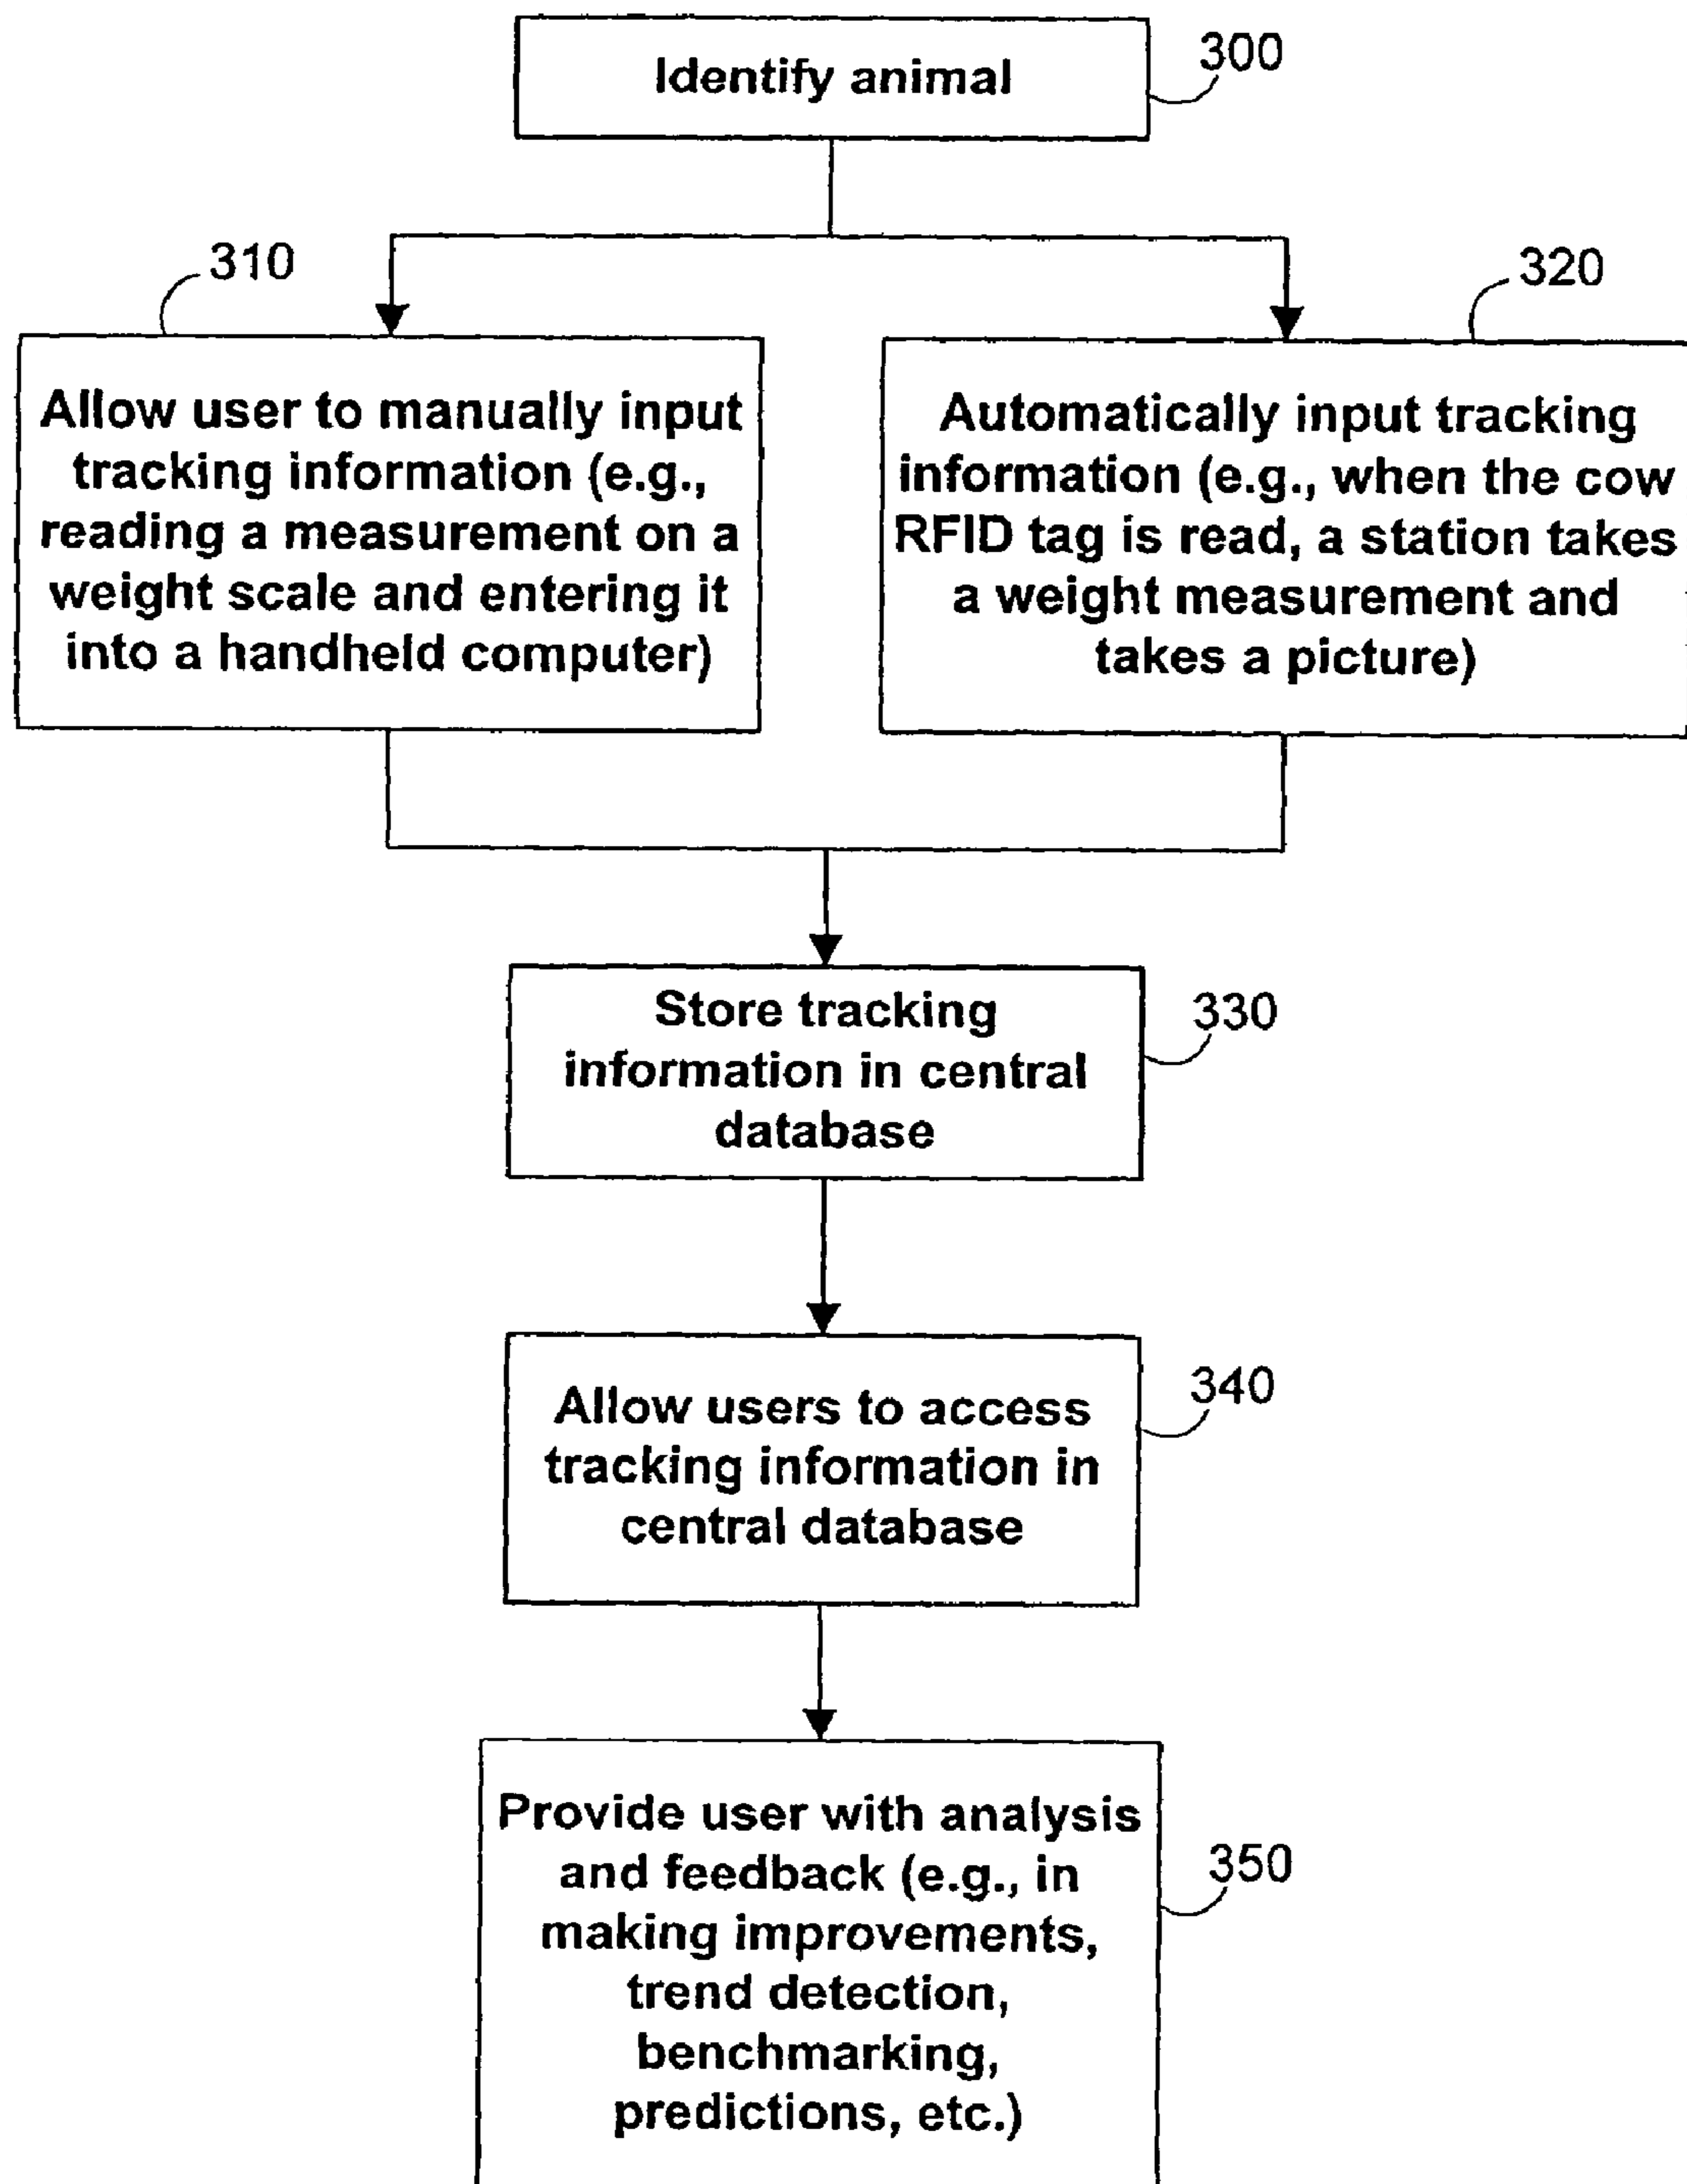 Identify animal
300
310
320
Allow user to manually input
tracking information (e.g.,
reading a measurement on a
weight scale and entering it
into a handheld computer)
Automatically input tracking
information (e.g., when the cow
RFID tag is read, a station takes
a weight measurement and
takes a picture)
Store tracking
information in central
database
330
Allow users to access
tracking information in
central database
340
Provide user with analysis
and feedback (e.g., in
making improvements,
trend detection,
benchmarking,
predictions, etc.)
350